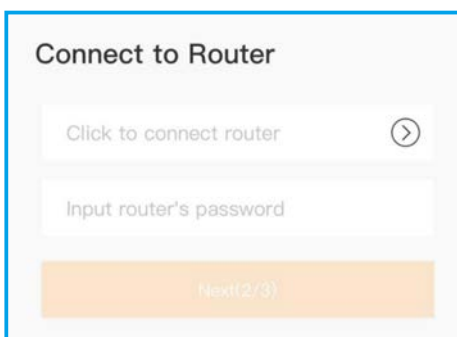 Connect to Router
Click to connect router
Input router's password
Next(2/3)